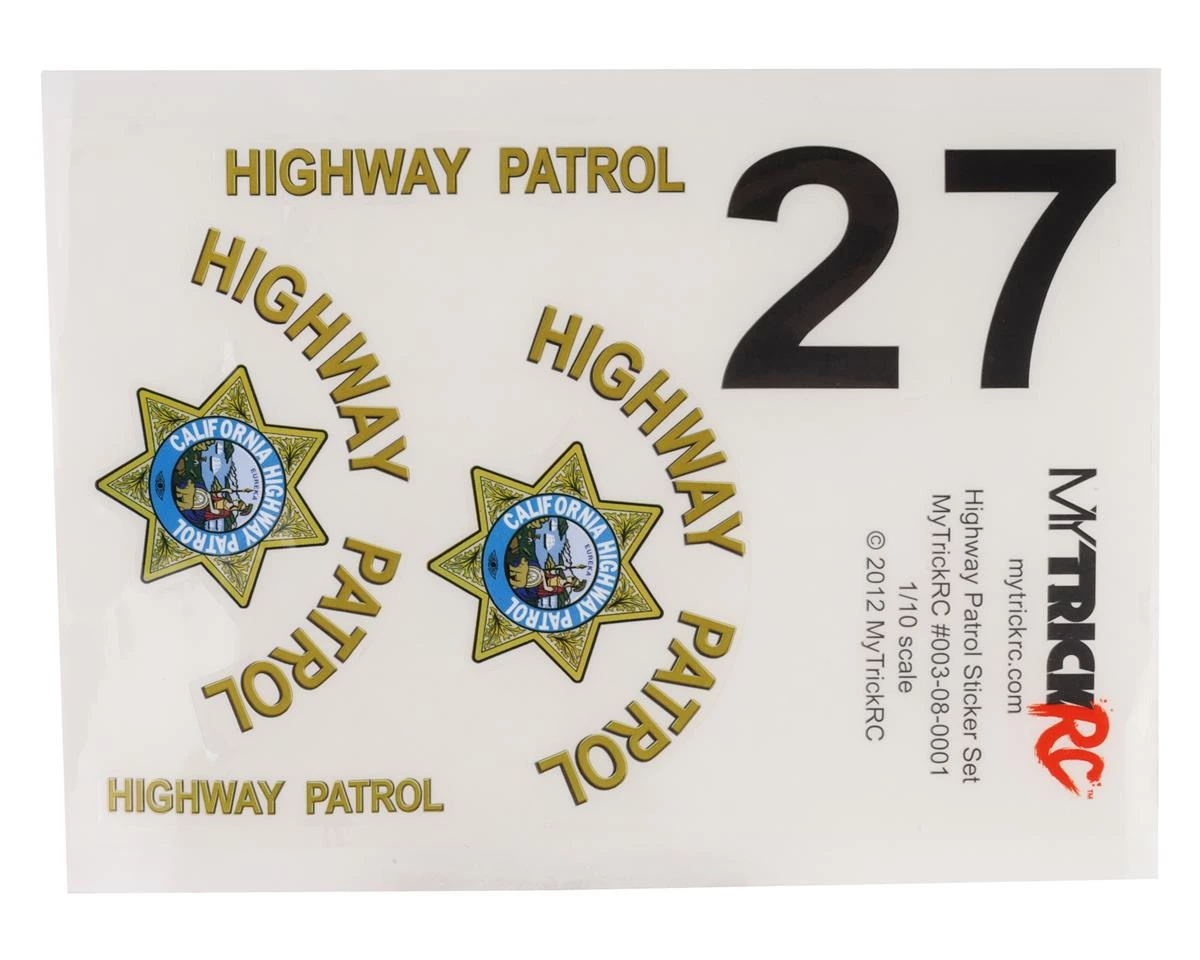 HIGHWAY PATROL
27
HIGHWAY PATROL
CALIFORNIA HIGHWAY PATROL
EUREKA
HIGHWAY PATROL
CALIFORNIA HIGHWAY PATROL
EUREKA
HIGHWAY PATROL
MYTRICKRC™
mytrickrc.com
Highway Patrol Sticker Set
MyTrickRC #003-08-0001
1/10 scale
© 2012 MyTrickRC